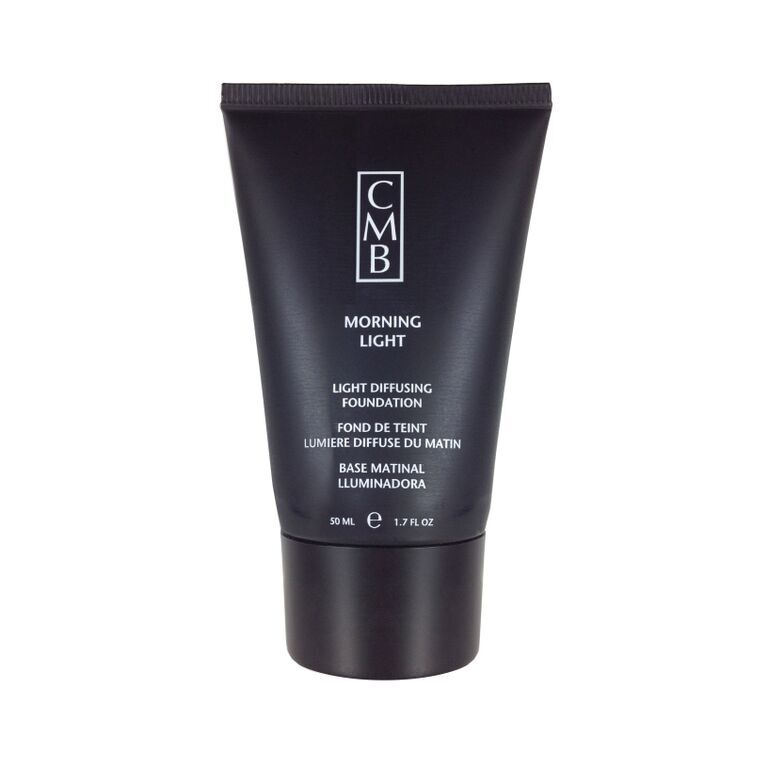 C
M
B
MORNING
LIGHT
LIGHT DIFFUSING
FOUNDATION
FOND DE TEINT
LUMIERE DIFFUSE DU MATIN
BASE MATINAL
LLUMINADORA
50 ML ℮ 1.7 FL OZ